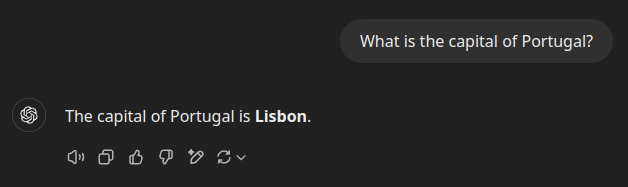 What is the capital of Portugal?
The capital of Portugal is Lisbon.